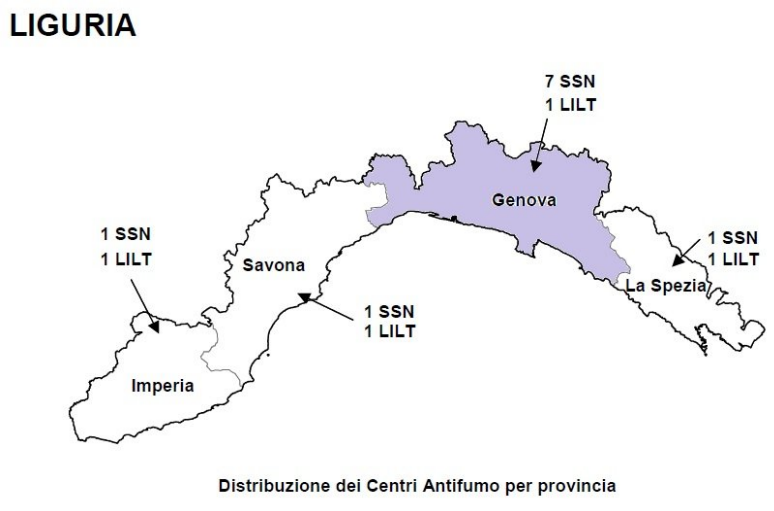 LIGURIA
7 SSN
1 LILT
Genova
1 SSN
1 LILT
Savona
1 SSN
1 LILT
La Spezia
1 SSN
1 LILT
Imperia
Distribuzione dei Centri Antifumo per provincia